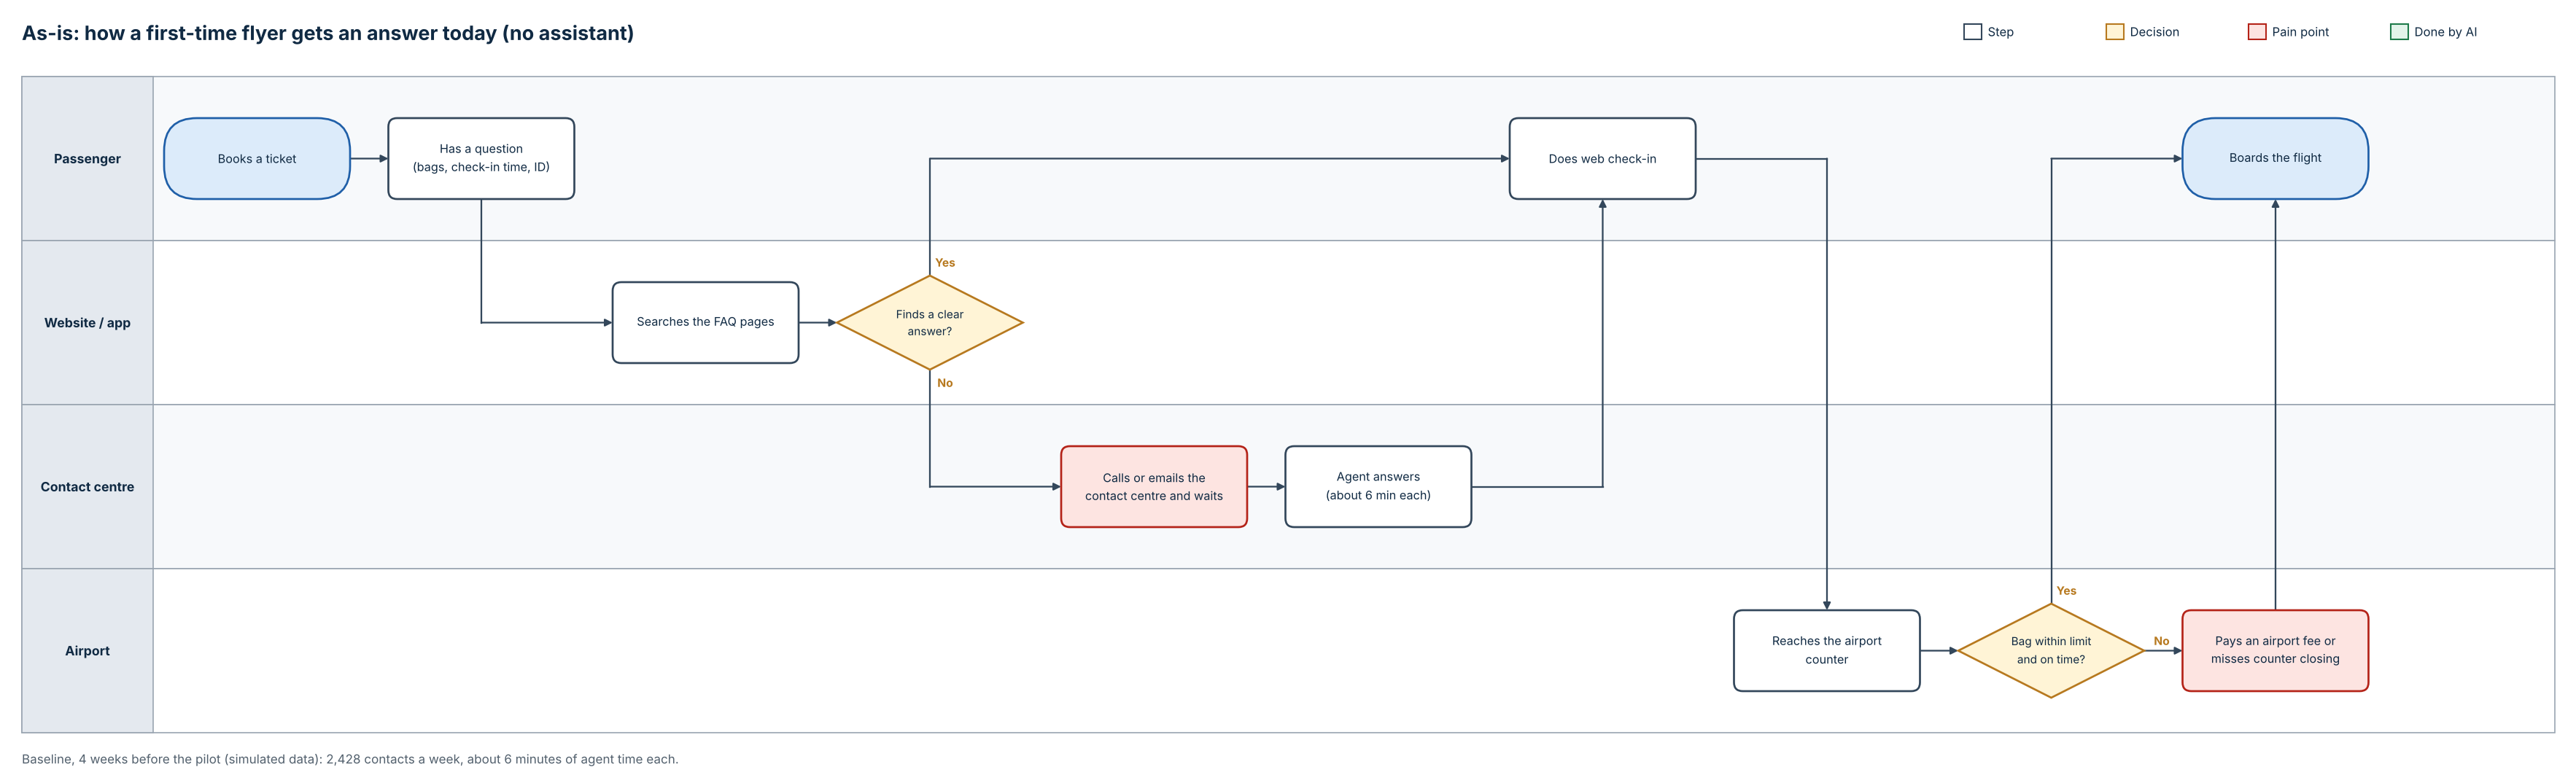 As-is: how a first-time flyer gets an answer today (no assistant)
Step
Decision
Pain point
Done by AI
Passenger
Books a ticket
Has a question
(bags, check-in time, ID)
Does web check-in
Boards the flight
Website / app
Searches the FAQ pages
Finds a clear
answer?
Yes
No
Contact centre
Calls or emails the
contact centre and waits
Agent answers
(about 6 min each)
Airport
Reaches the airport
counter
Bag within limit
and on time?
Yes
No
Pays an airport fee or
misses counter closing
Baseline, 4 weeks before the pilot (simulated data): 2,428 contacts a week, about 6 minutes of agent time each.